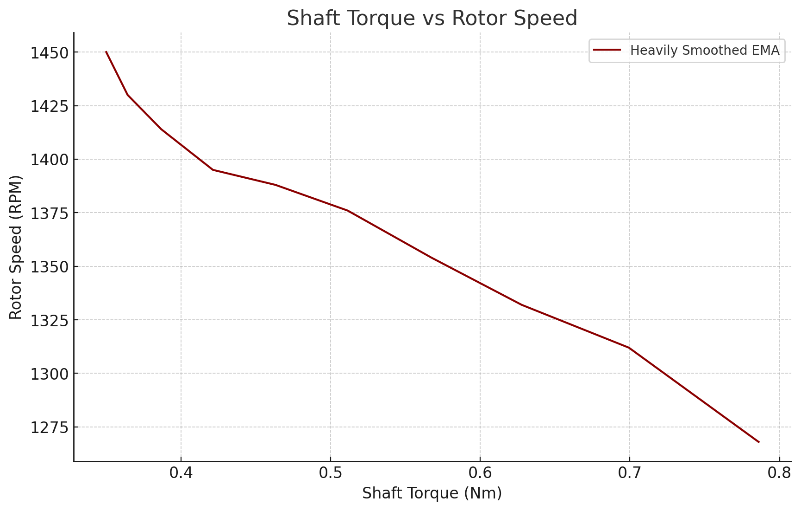 Shaft Torque vs Rotor Speed
Heavily Smoothed EMA
1450
1425
1400
1375
1350
1325
1300
1275
Rotor Speed (RPM)
0.4 0.5 0.6 0.7 0.8
Shaft Torque (Nm)